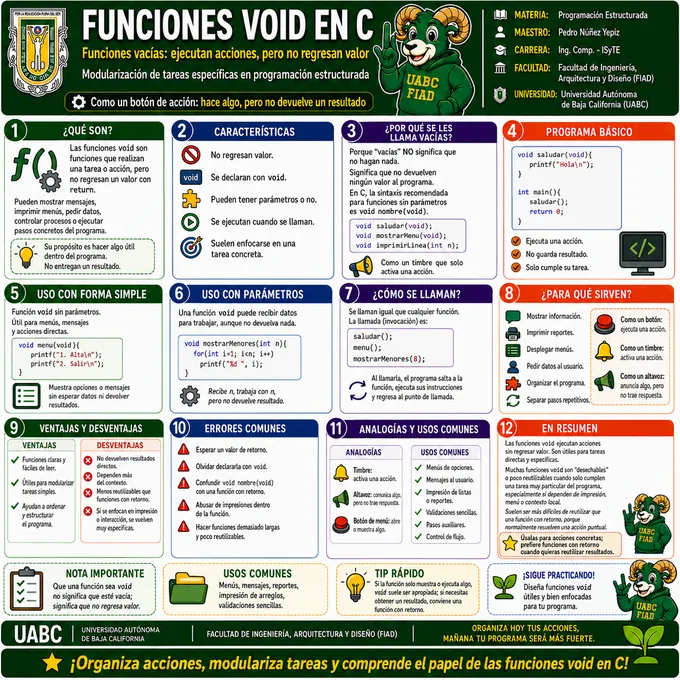 FUNCIONES VOID EN C
Funciones vacías: ejecutan acciones, pero no regresan valor
Modularización de tareas específicas en programación estructurada
Como un botón de acción: hace algo, pero no devuelve un resultado
UABC
FIAD
MATERIA: Programación Estructurada
MAESTRO: Pedro Núñez Yepiz
CARRERA: Ing. Comp. - ISyTE
FACULTAD: Facultad de Ingeniería,
Arquitectura y Diseño (FIAD)
UNIVERSIDAD: Universidad Autónoma
de Baja California (UABC)
1 ¿QUÉ SON?
f()
Las funciones void son
funciones que realizan
una tarea o acción, pero
no regresan un valor con
return.
Pueden mostrar mensajes,
imprimir menús, pedir datos,
controlar procesos o ejecutar
pasos concretos del programa.
Su propósito es hacer algo útil
dentro del programa.
No entregan un resultado.
2 CARACTERÍSTICAS
No regresan valor.
void Se declaran con void.
Pueden tener parámetros o no.
Se ejecutan cuando se llaman.
Suelen enfocarse en una
tarea concreta.
3 ¿POR QUÉ SE LES
LLAMA VACÍAS?
Porque "vacías" NO significa que
no hagan nada.
Significa que no devuelven
ningún valor al programa.
En C, la sintaxis recomendada
para funciones sin parámetros
es void nombre(void).
void saludar(void);
void mostrarMenu(void);
void imprimirLinea(int n);
Como un timbre que solo
activa una acción.
4 PROGRAMA BÁSICO
void saludar(void){
printf("Hola\n");
}
int main(){
saludar();
return 0;
}
Ejecuta una acción.
No guarda resultado.
Solo cumple su tarea.
</>
5 USO CON FORMA SIMPLE
Función void sin parámetros.
Útil para menús, mensajes
y acciones directas.
void menu(void){
printf("1. Alta\n");
printf("2. Salir\n");
}
Muestra opciones o mensajes
sin esperar datos ni devolver
resultados.
6 USO CON PARÁMETROS
Una función void puede recibir datos
para trabajar, aunque no devuelva nada.
void mostrarMenores(int n){
for(int i=1; i<n; i++)
printf("%d ", i);
}
Recibe n, trabaja con n,
pero no devuelve resultado.
7 ¿CÓMO SE LLAMAN?
Se llaman igual que cualquier función.
La llamada (invocación) es:
saludar();
menu();
mostrarMenores(8);
Al llamarla, el programa salta a la
función, ejecuta sus instrucciones
y regresa al punto de llamada.
8 ¿PARA QUÉ SIRVEN?
Mostrar información.
Imprimir reportes.
Desplegar menús.
Pedir datos al usuario.
Organizar el programa.
Separar pasos repetitivos.
Como un botón:
ejecuta una acción.
Como un timbre:
activa una acción.
Como un altavoz:
anuncia algo, pero
no trae respuesta.
9 VENTAJAS Y DESVENTAJAS
VENTAJAS
Funciones claras y
fáciles de leer.
Útiles para modularizar
tareas simples.
Ayudan a ordenar
y estructurar
el programa.
DESVENTAJAS
No devuelven resultados
directos.
Dependen más
del contexto.
Menos reutilizables que
funciones con retorno.
Si se enfocan en impresión
o interacción, se vuelven
muy específicas.
10 ERRORES COMUNES
Esperar un valor de retorno.
Olvidar declararla con void.
Confundir void nombre(void)
con una función con retorno.
Abusar de impresiones dentro
de la función.
Hacer funciones demasiado largas
y poco reutilizables.
11 ANALOGÍAS Y USOS COMUNES
ANALOGÍAS
Timbre:
activa una acción.
Altavoz: comunica algo,
pero no trae respuesta.
Botón de menú: abre
o muestra algo.
USOS COMUNES
Menús de opciones.
Mensajes al usuario.
Impresión de listas
o reportes.
Validaciones sencillas.
Pasos auxiliares.
Control de flujo.
12 EN RESUMEN
Las funciones void ejecutan acciones
sin regresar valor. Son útiles para tareas
directas y específicas.
Muchas funciones void son "desechables"
o poco reutilizables cuando solo cumplen
una tarea muy particular del programa,
especialmente si dependen de impresión,
menú o contexto local.
Suelen ser más difíciles de reutilizar
que una función con retorno, porque
normalmente resuelven una acción puntual.
Úsalas para acciones concretas;
prefiere funciones con retorno
cuando quieras reutilizar resultados.
UABC
FIAD
NOTA IMPORTANTE
Que una función sea void
no significa que esté vacía;
significa que no regresa valor.
USOS COMUNES
Menús, mensajes, reportes,
impresión de arreglos,
validaciones sencillas.
TIP RÁPIDO
Si la función solo muestra o ejecuta algo,
void suele ser apropiada; si necesitas
obtener un resultado, conviene una
función con retorno.
¡SIGUE PRACTICANDO!
Diseña funciones void
útiles y bien enfocadas
para tu programa.
UABC
FIAD
UABC
UNIVERSIDAD AUTÓNOMA
DE BAJA CALIFORNIA
FACULTAD DE INGENIERÍA, ARQUITECTURA Y DISEÑO (FIAD)
ORGANIZA HOY TUS ACCIONES,
MAÑANA TU PROGRAMA SERÁ MÁS FUERTE.
¡Organiza acciones, modulariza tareas y comprende el papel de las funciones void en C!